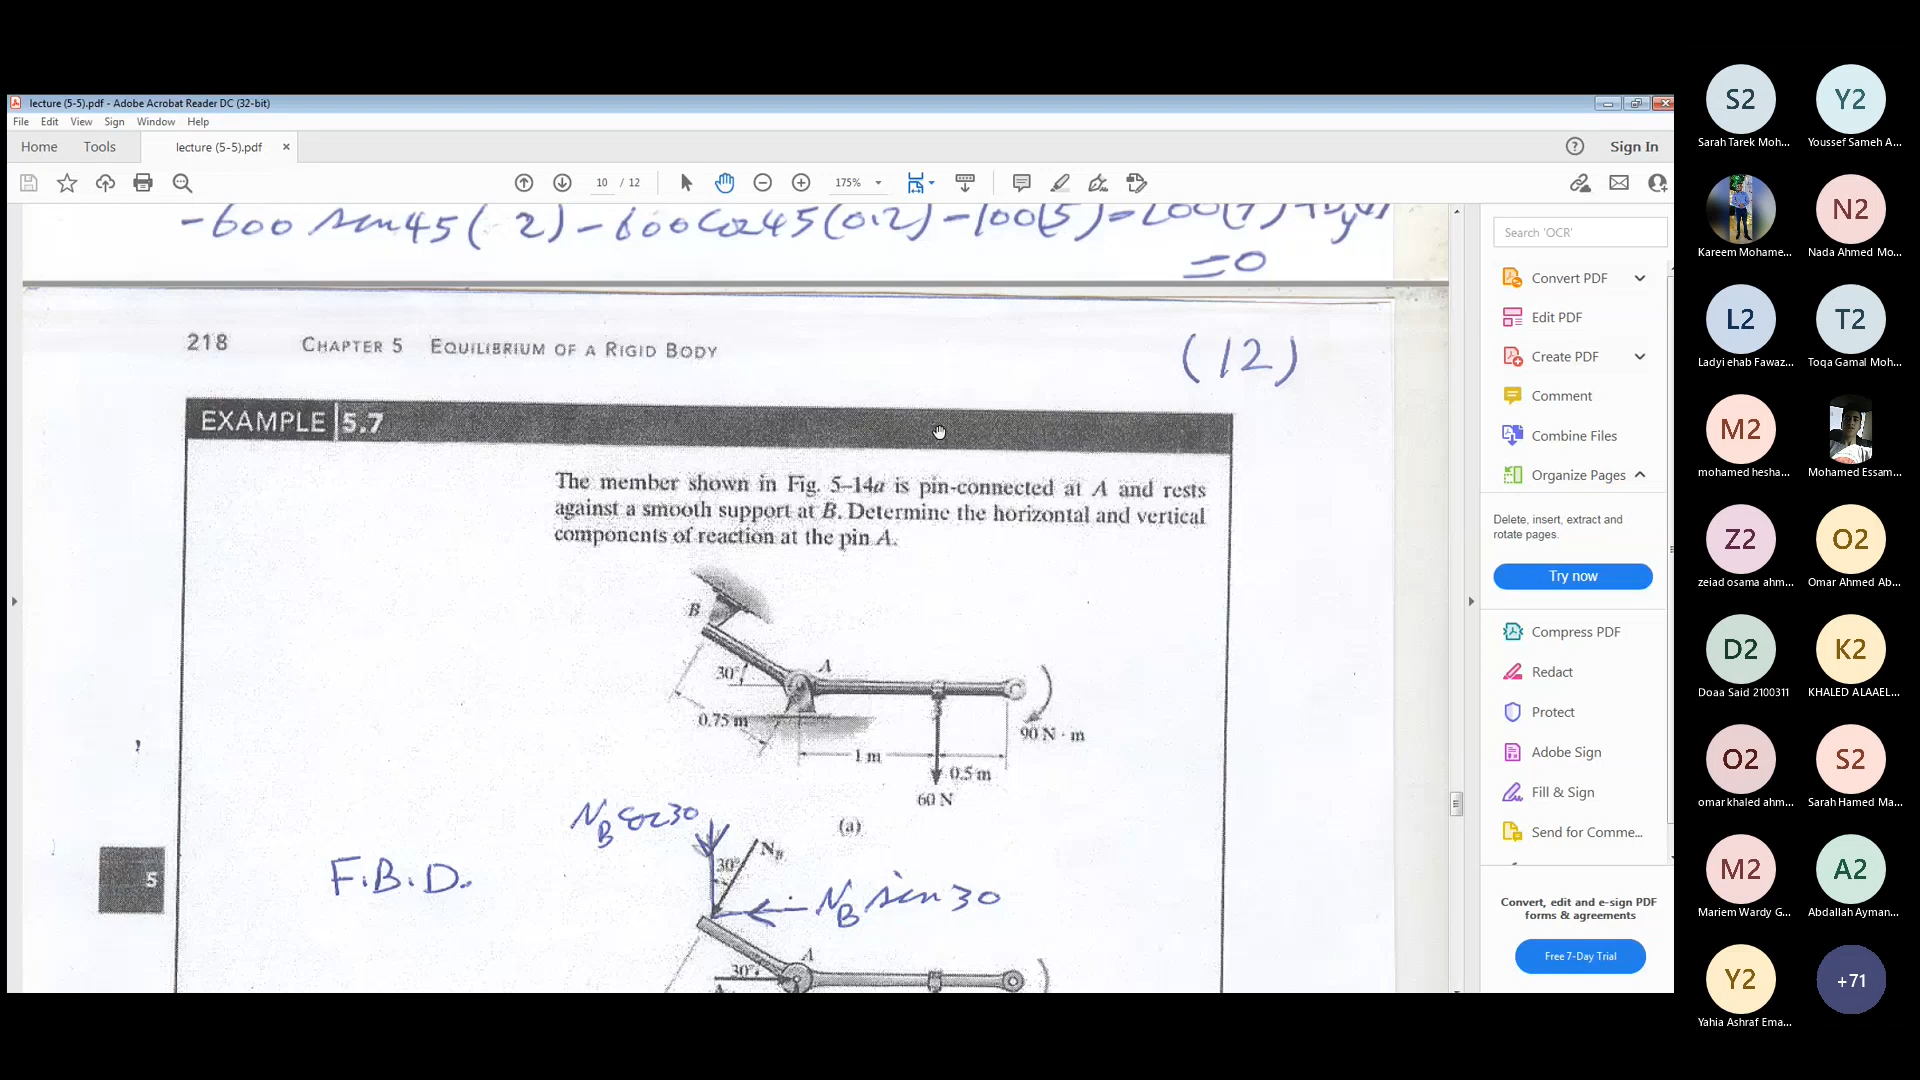 lecture (5-5).pdf - Adobe Acrobat Reader DC (32-bit)
File Edit View Sign Window Help
Home Tools lecture (5-5).pdf × Sign In
10 / 12 175%
-600 sin45( 2) - 600 cos45(0.2) - 100(5) = 200(7) +
=0
218 CHAPTER 5 EQUILIBRIUM OF A RIGID BODY
(12)
EXAMPLE 5.7
The member shown in Fig. 5–14a is pin-connected at A and rests
against a smooth support at B. Determine the horizontal and vertical
components of reaction at the pin A.
B
A
30°
0.75 m
90 N · m
1 m
0.5 m
60 N
(a)
N_B cos30
30°
N_B
N_B sin 30
F.B.D.
5
A
30°
Search 'OCR'
Convert PDF
Edit PDF
Create PDF
Comment
Combine Files
Organize Pages
Delete, insert, extract and
rotate pages.
Try now
Compress PDF
Redact
Protect
Adobe Sign
Fill & Sign
Send for Comme...
Convert, edit and e-sign PDF
forms & agreements
Free 7-Day Trial
S2 Y2
Sarah Tarek Moh... Youssef Sameh A...
N2
Kareem Mohame... Nada Ahmed Mo...
L2 T2
Ladyi ehab Fawaz... Toqa Gamal Moh...
M2
mohamed hesha... Mohamed Essam...
Z2 O2
zeiad osama ahm... Omar Ahmed Ab...
D2 K2
Doaa Said 2100311 KHALED ALAAEL...
O2 S2
omar khaled ahm... Sarah Hamed Ma...
M2 A2
Mariem Wardy G... Abdallah Ayman...
Y2 +71
Yahia Ashraf Ema...